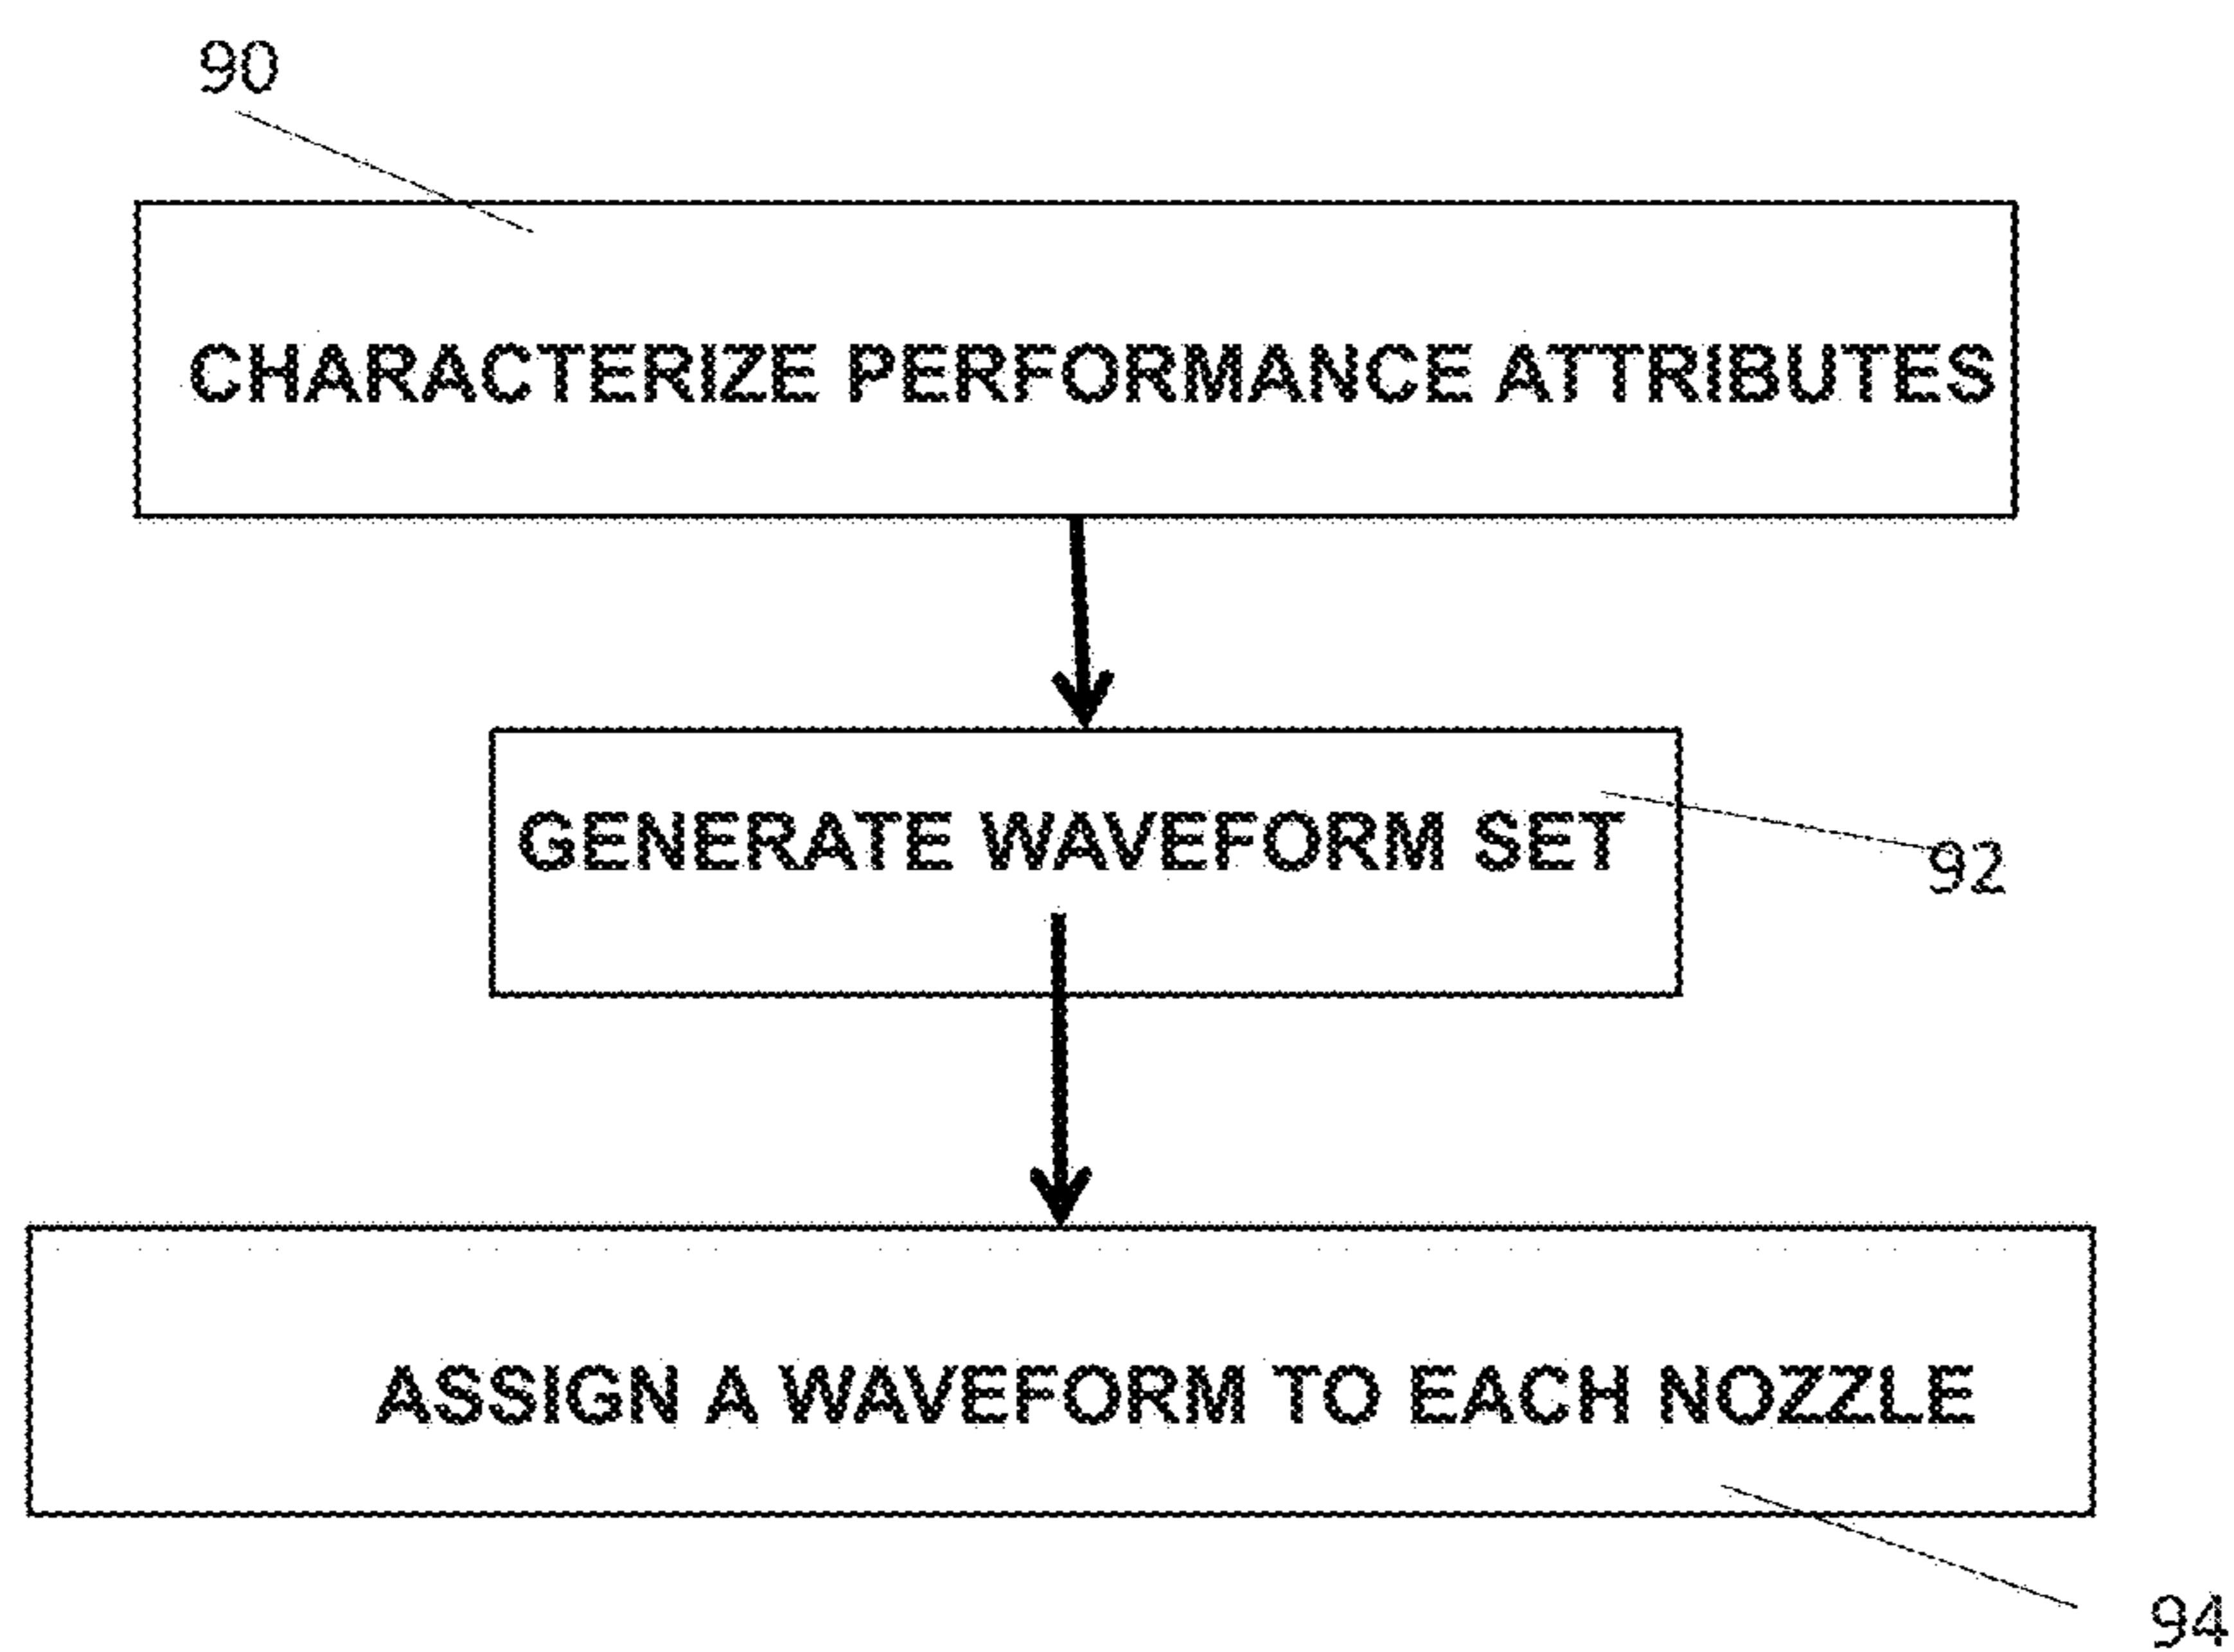 90
CHARACTERIZE PERFORMANCE ATTRIBUTES
GENERATE WAVEFORM SET
92
ASSIGN A WAVEFORM TO EACH NOZZLE
94